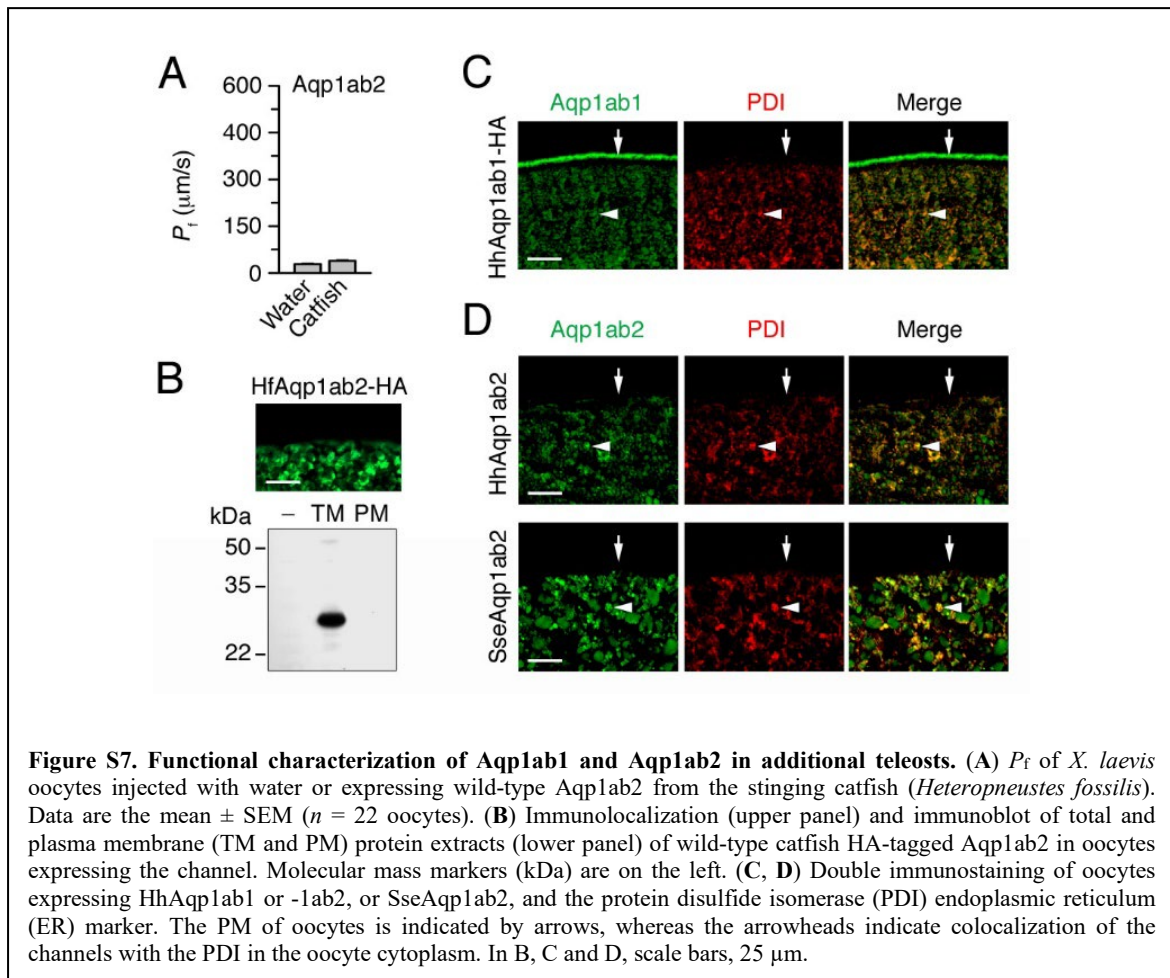 A
Aqp1ab2
600
400
300
150
0
Pf (µm/s)
Water
Catfish
B
HfAqp1ab2-HA
kDa – TM PM
50
35
22
C
Aqp1ab1 PDI Merge
HhAqp1ab1-HA
D
Aqp1ab2 PDI Merge
HhAqp1ab2
SseAqp1ab2
Figure S7. Functional characterization of Aqp1ab1 and Aqp1ab2 in additional teleosts. (A) Pf of X. laevis
oocytes injected with water or expressing wild-type Aqp1ab2 from the stinging catfish (Heteropneustes fossilis).
Data are the mean ± SEM (n = 22 oocytes). (B) Immunolocalization (upper panel) and immunoblot of total and
plasma membrane (TM and PM) protein extracts (lower panel) of wild-type catfish HA-tagged Aqp1ab2 in oocytes
expressing the channel. Molecular mass markers (kDa) are on the left. (C, D) Double immunostaining of oocytes
expressing HhAqp1ab1 or -1ab2, or SseAqp1ab2, and the protein disulfide isomerase (PDI) endoplasmic reticulum
(ER) marker. The PM of oocytes is indicated by arrows, whereas the arrowheads indicate colocalization of the
channels with the PDI in the oocyte cytoplasm. In B, C and D, scale bars, 25 µm.